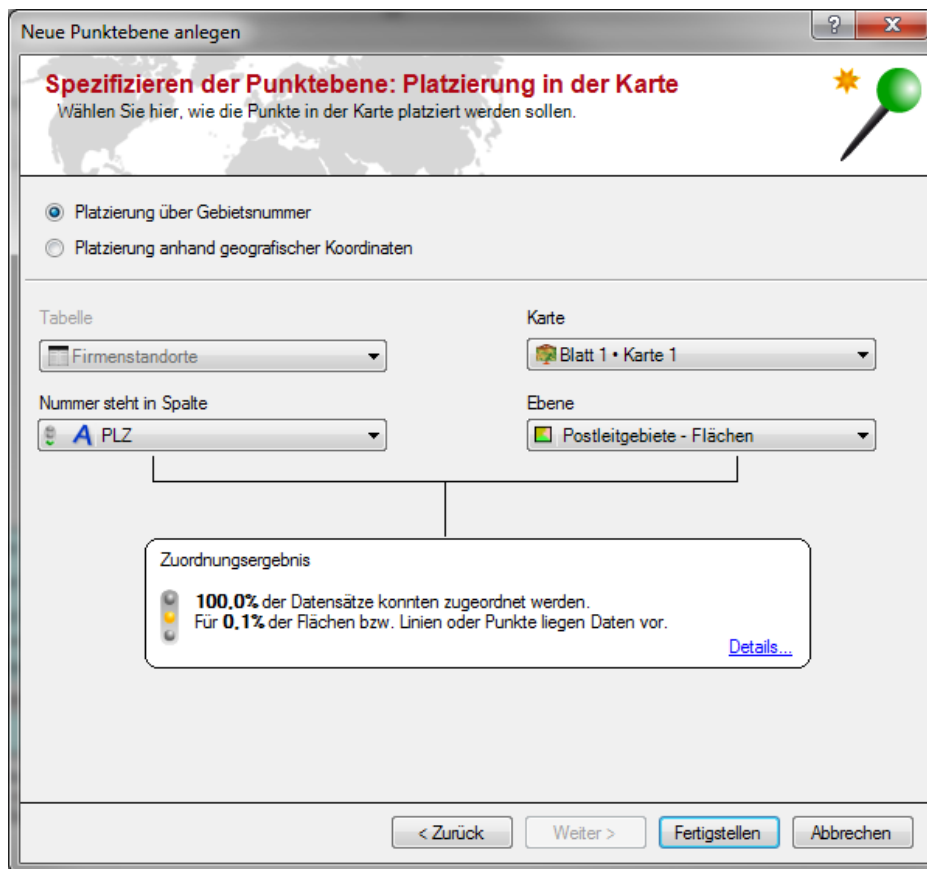 Neue Punktebene anlegen
Spezifizieren der Punktebene: Platzierung in der Karte
Wählen Sie hier, wie die Punkte in der Karte platziert werden sollen.
Platzierung über Gebietsnummer
Platzierung anhand geografischer Koordinaten
Tabelle
Karte
Firmenstandorte
Blatt 1 • Karte 1
Nummer steht in Spalte
Ebene
A PLZ
Postleitgebiete - Flächen
Zuordnungsergebnis
100,0% der Datensätze konnten zugeordnet werden.
Für 0,1% der Flächen bzw. Linien oder Punkte liegen Daten vor.
Details...
< Zurück
Weiter >
Fertigstellen
Abbrechen